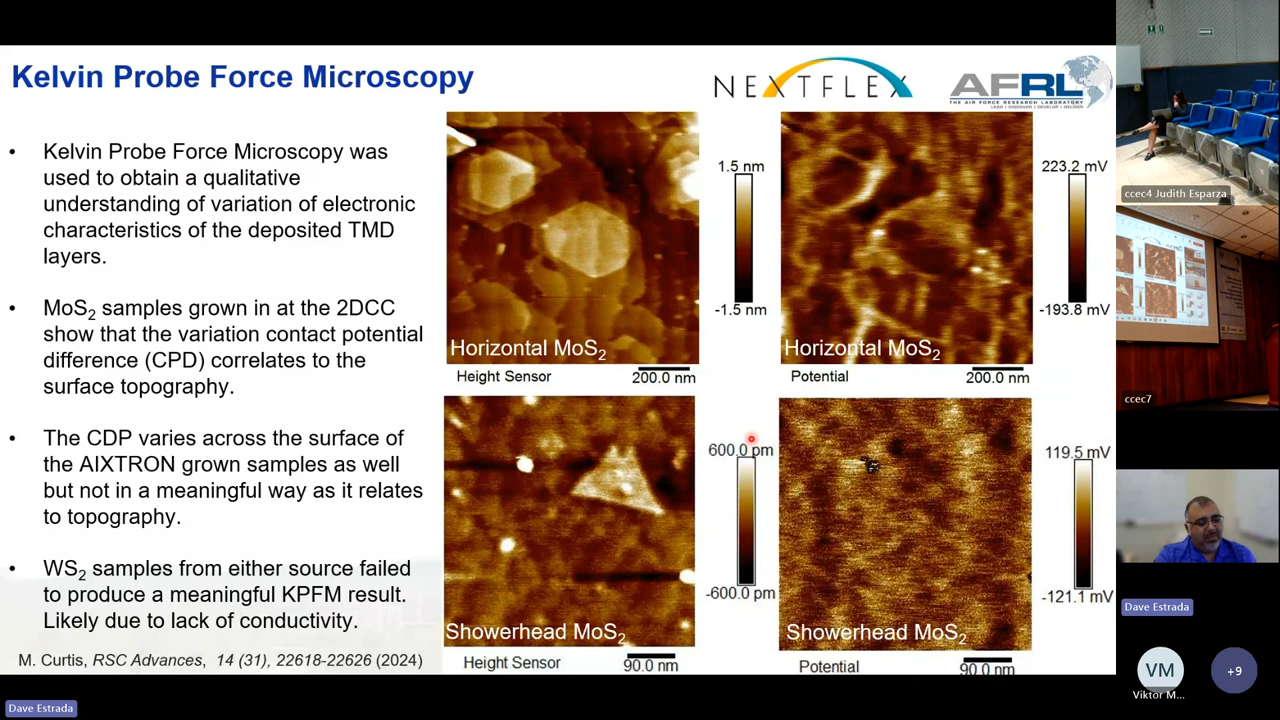 Kelvin Probe Force Microscopy
NEXTFLEX
AFRL
THE AIR FORCE RESEARCH LABORATORY
LEAD | DISCOVER | DEVELOP | DELIVER
• Kelvin Probe Force Microscopy was
used to obtain a qualitative
understanding of variation of electronic
characteristics of the deposited TMD
layers.
• MoS2 samples grown in at the 2DCC
show that the variation contact potential
difference (CPD) correlates to the
surface topography.
• The CDP varies across the surface of
the AIXTRON grown samples as well
but not in a meaningful way as it relates
to topography.
• WS2 samples from either source failed
to produce a meaningful KPFM result.
Likely due to lack of conductivity.
M. Curtis, RSC Advances, 14 (31), 22618-22626 (2024)
Horizontal MoS2
Height Sensor
200.0 nm
1.5 nm
-1.5 nm
Horizontal MoS2
Potential
200.0 nm
223.2 mV
-193.8 mV
Showerhead MoS2
Height Sensor
90.0 nm
600.0 pm
-600.0 pm
Showerhead MoS2
Potential
90.0 nm
119.5 mV
-121.1 mV
ccec4 Judith Esparza
ccec7
Dave Estrada
VM
Viktor M...
+9
Dave Estrada